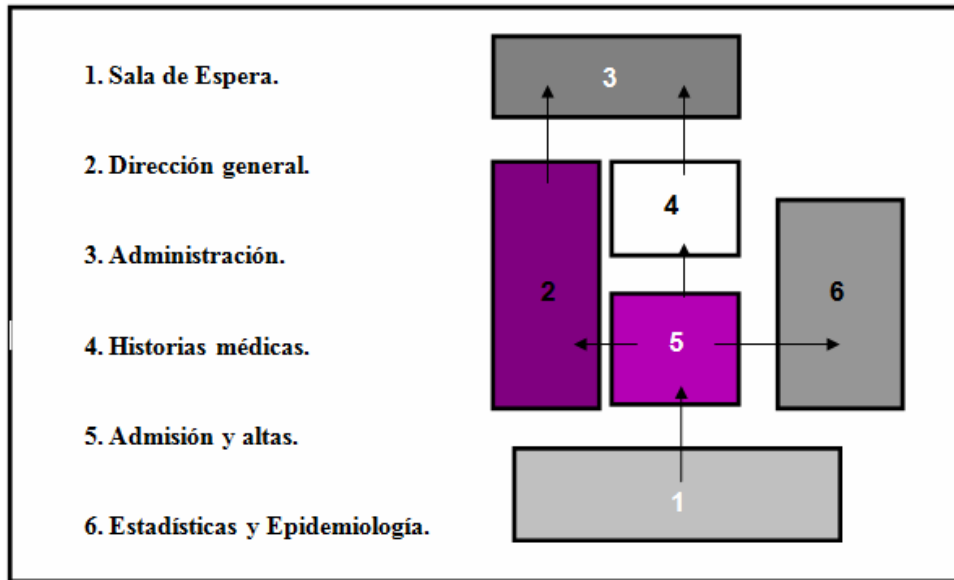 1. Sala de Espera.
2. Dirección general.
3. Administración.
4. Historias médicas.
5. Admisión y altas.
6. Estadísticas y Epidemiología.
3
4
2
6
5
1